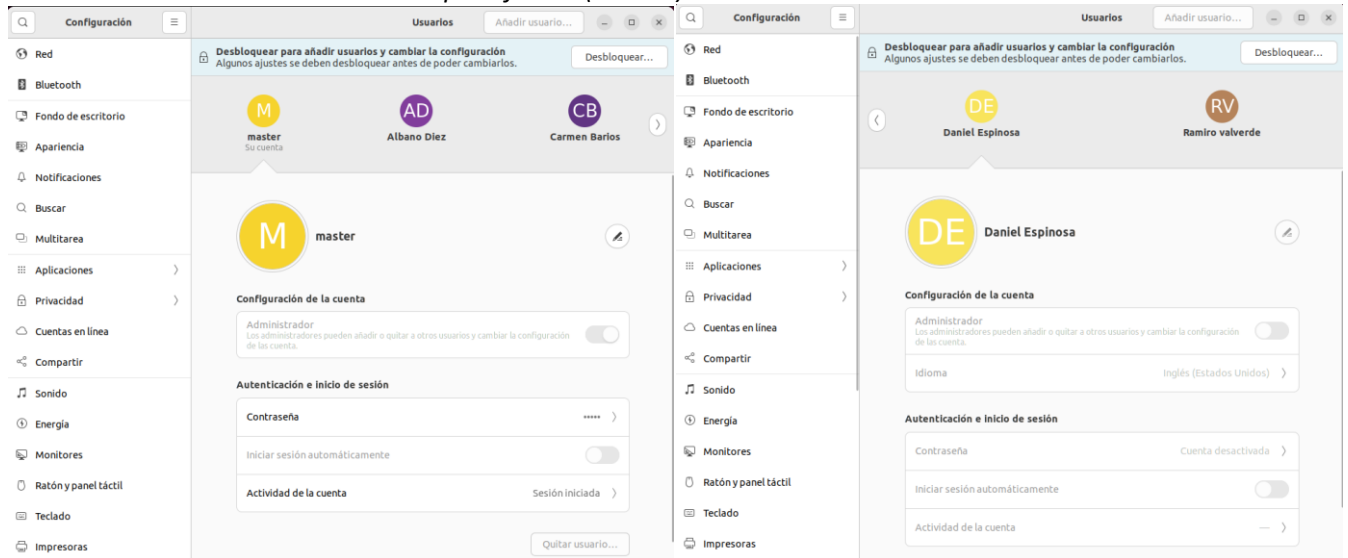 Configuración
Usuarios
Añadir usuario...
Red
Bluetooth
Fondo de escritorio
Apariencia
Notificaciones
Buscar
Multitarea
Aplicaciones
Privacidad
Cuentas en línea
Compartir
Sonido
Energía
Monitores
Ratón y panel táctil
Teclado
Impresoras
Desbloquear para añadir usuarios y cambiar la configuración
Algunos ajustes se deben desbloquear antes de poder cambiarlos.
Desbloquear...
M
master
Su cuenta
AD
Albano Diez
CB
Carmen Barios
M
master
Configuración de la cuenta
Administrador
Los administradores pueden añadir o quitar a otros usuarios y cambiar la configuración
de las cuenta.
Autenticación e inicio de sesión
Contraseña
•••••
Iniciar sesión automáticamente
Actividad de la cuenta
Sesión iniciada
Quitar usuario...
Configuración
Usuarios
Añadir usuario...
Red
Bluetooth
Fondo de escritorio
Apariencia
Notificaciones
Buscar
Multitarea
Aplicaciones
Privacidad
Cuentas en línea
Compartir
Sonido
Energía
Monitores
Ratón y panel táctil
Teclado
Impresoras
Desbloquear para añadir usuarios y cambiar la configuración
Algunos ajustes se deben desbloquear antes de poder cambiarlos.
Desbloquear...
DE
Daniel Espinosa
RV
Ramiro valverde
DE
Daniel Espinosa
Configuración de la cuenta
Administrador
Los administradores pueden añadir o quitar a otros usuarios y cambiar la configuración
de las cuenta.
Idioma
Inglés (Estados Unidos)
Autenticación e inicio de sesión
Contraseña
Cuenta desactivada
Iniciar sesión automáticamente
Actividad de la cuenta
—